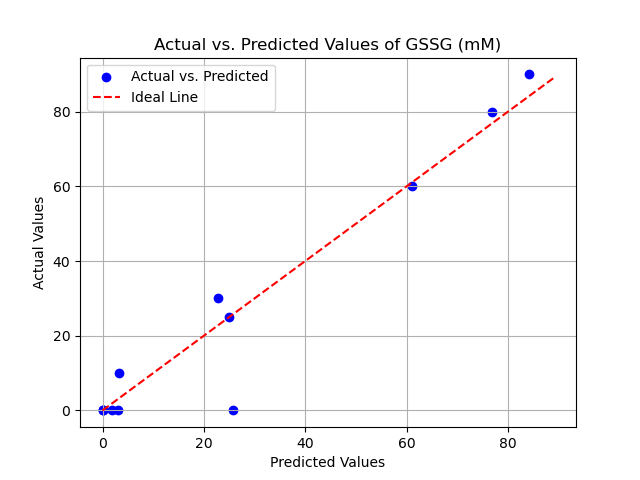 Actual vs. Predicted Values of GSSG (mM)
Actual vs. Predicted
Ideal Line
80
60
40
20
0
Actual Values
0 20 40 60 80
Predicted Values